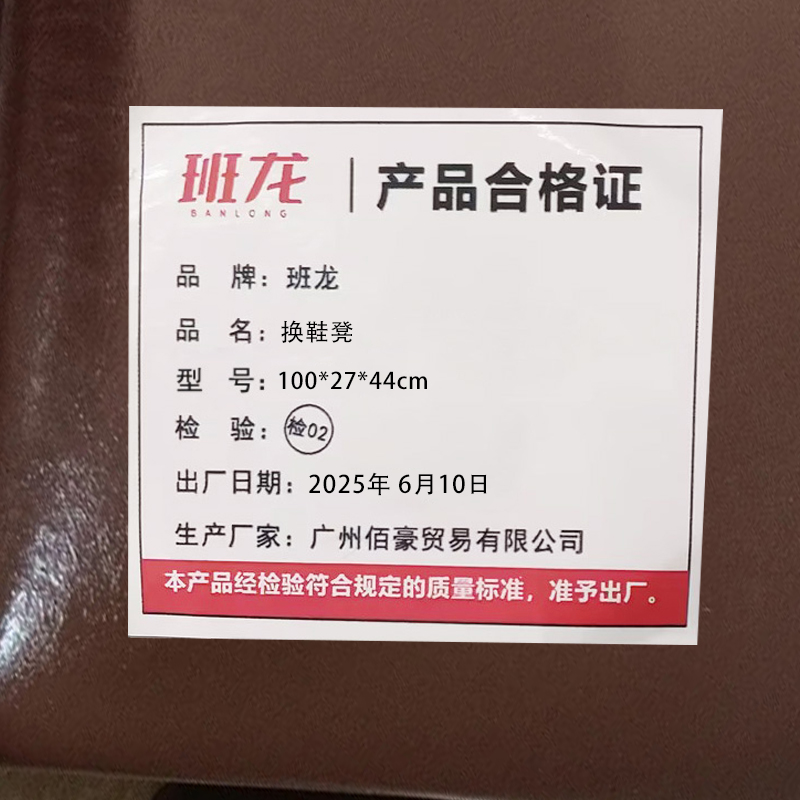 班龙 | 产品合格证
BANLONG
品 牌：班龙
品 名：换鞋凳
型 号：100*27*44cm
检 验：检02
出厂日期：2025年 6月10日
生产厂家：广州佰豪贸易有限公司
本产品经检验符合规定的质量标准，准予出厂。